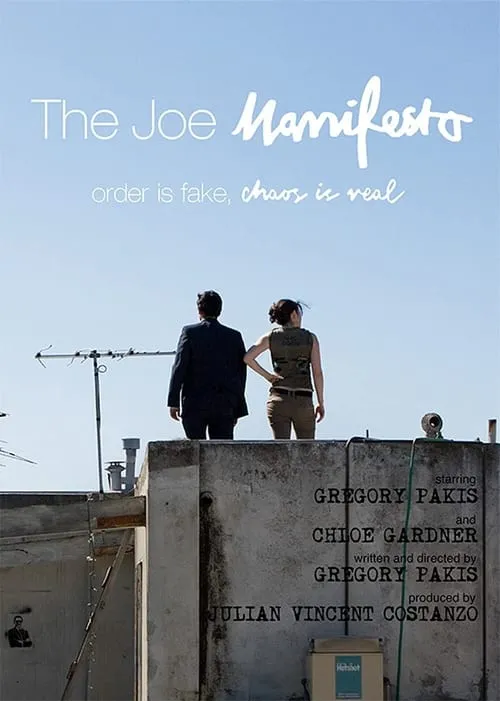 The Joe Manifesto
order is fake, chaos is real
starring
GREGORY PAKIS
and
CHLOE GARDNER
written and directed by
GREGORY PAKIS
produced by
JULIAN VINCENT COSTANZO